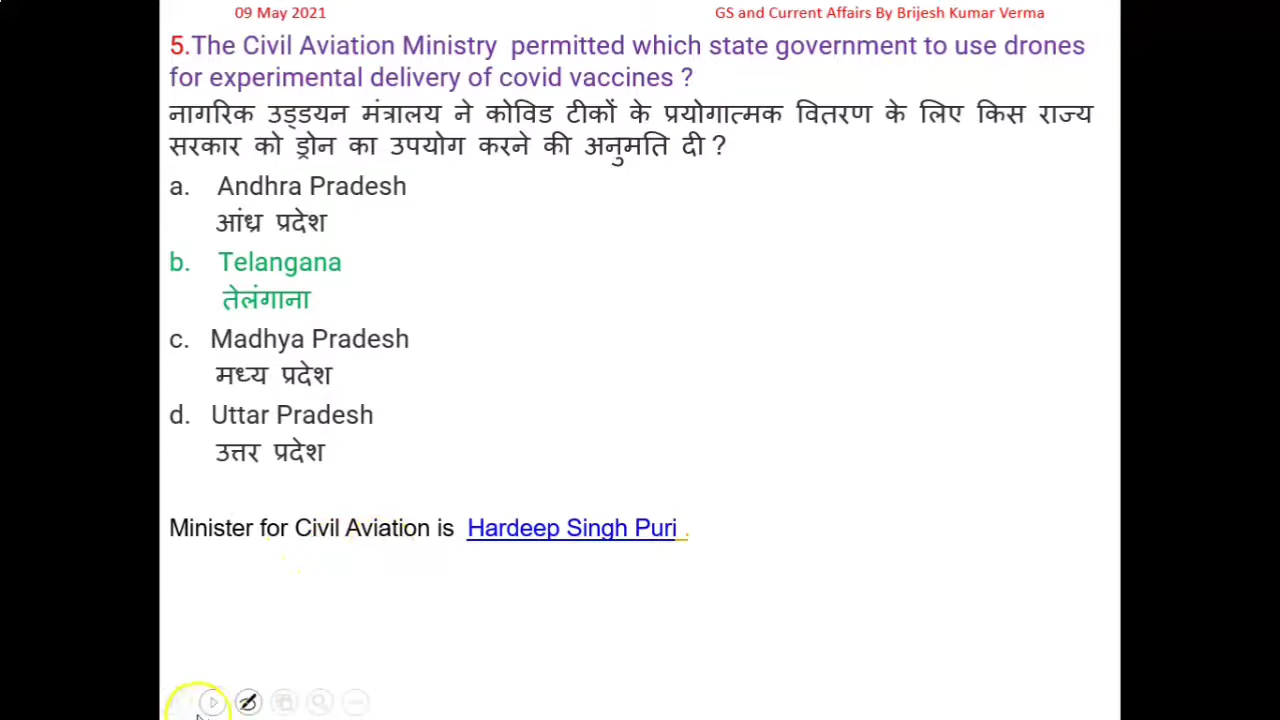 09 May 2021 GS and Current Affairs By Brijesh Kumar Verma
5.The Civil Aviation Ministry permitted which state government to use drones
for experimental delivery of covid vaccines ?
नागरिक उड्डयन मंत्रालय ने कोविड टीकों के प्रयोगात्मक वितरण के लिए किस राज्य
सरकार को ड्रोन का उपयोग करने की अनुमति दी ?
a. Andhra Pradesh
आंध्र प्रदेश
b. Telangana
तेलंगाना
c. Madhya Pradesh
मध्य प्रदेश
d. Uttar Pradesh
उत्तर प्रदेश
Minister for Civil Aviation is Hardeep Singh Puri .